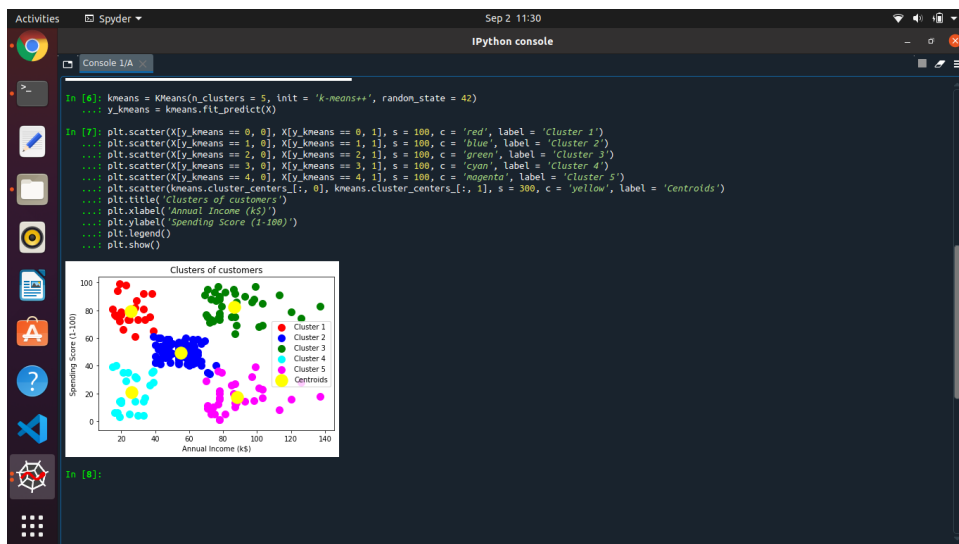 Activities
Spyder
Sep 2 11:30
IPython console
Console 1/A
In [6]: kmeans = KMeans(n_clusters = 5, init = 'k-means++', random_state = 42)
...: y_kmeans = kmeans.fit_predict(X)
In [7]: plt.scatter(X[y_kmeans == 0, 0], X[y_kmeans == 0, 1], s = 100, c = 'red', label = 'Cluster 1')
...: plt.scatter(X[y_kmeans == 1, 0], X[y_kmeans == 1, 1], s = 100, c = 'blue', label = 'Cluster 2')
...: plt.scatter(X[y_kmeans == 2, 0], X[y_kmeans == 2, 1], s = 100, c = 'green', label = 'Cluster 3')
...: plt.scatter(X[y_kmeans == 3, 0], X[y_kmeans == 3, 1], s = 100, c = 'cyan', label = 'Cluster 4')
...: plt.scatter(X[y_kmeans == 4, 0], X[y_kmeans == 4, 1], s = 100, c = 'magenta', label = 'Cluster 5')
...: plt.scatter(kmeans.cluster_centers_[:, 0], kmeans.cluster_centers_[:, 1], s = 300, c = 'yellow', label = 'Centroids')
...: plt.title('Clusters of customers')
...: plt.xlabel('Annual Income (k$)')
...: plt.ylabel('Spending Score (1-100)')
...: plt.legend()
...: plt.show()
Clusters of customers
Spending Score (1-100)
100
80
60
40
20
0
Cluster 1
Cluster 2
Cluster 3
Cluster 4
Cluster 5
Centroids
20 40 60 80 100 120 140
Annual Income (k$)
In [8]: